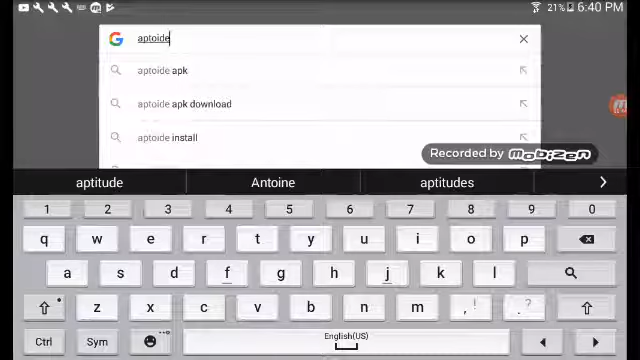 21% 6:40 PM
aptoide
aptoide apk
aptoide apk download
aptoide install
Recorded by MOBIZEN
aptitude Antoine aptitudes
1 2 3 4 5 6 7 8 9 0
q w e r t y u i o p
a s d f g h j k l
z x c v b n m , ! . ?
Ctrl Sym English(US)